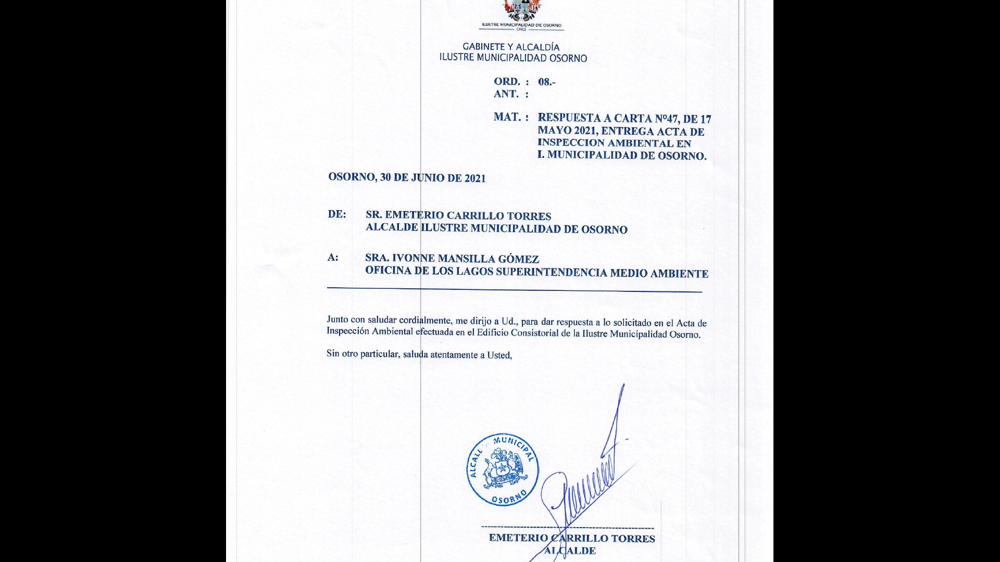 ILUSTRE MUNICIPALIDAD DE OSORNO
CHILE
GABINETE Y ALCALDÍA
ILUSTRE MUNICIPALIDAD OSORNO
ORD. : 08.-
ANT. :
MAT. : RESPUESTA A CARTA Nº47, DE 17
MAYO 2021, ENTREGA ACTA DE
INSPECCION AMBIENTAL EN
I. MUNICIPALIDAD DE OSORNO.
OSORNO, 30 DE JUNIO DE 2021
DE: SR. EMETERIO CARRILLO TORRES
ALCALDE ILUSTRE MUNICIPALIDAD DE OSORNO
A: SRA. IVONNE MANSILLA GÓMEZ
OFICINA DE LOS LAGOS SUPERINTENDENCIA MEDIO AMBIENTE
Junto con saludar cordialmente, me dirijo a Ud., para dar respuesta a lo solicitado en el Acta de
Inspección Ambiental efectuada en el Edificio Consistorial de la Ilustre Municipalidad Osorno.
Sin otro particular, saluda atentamente a Usted,
MUNICIPAL
OSORNO
EMETERIO CARRILLO TORRES
ALCALDE